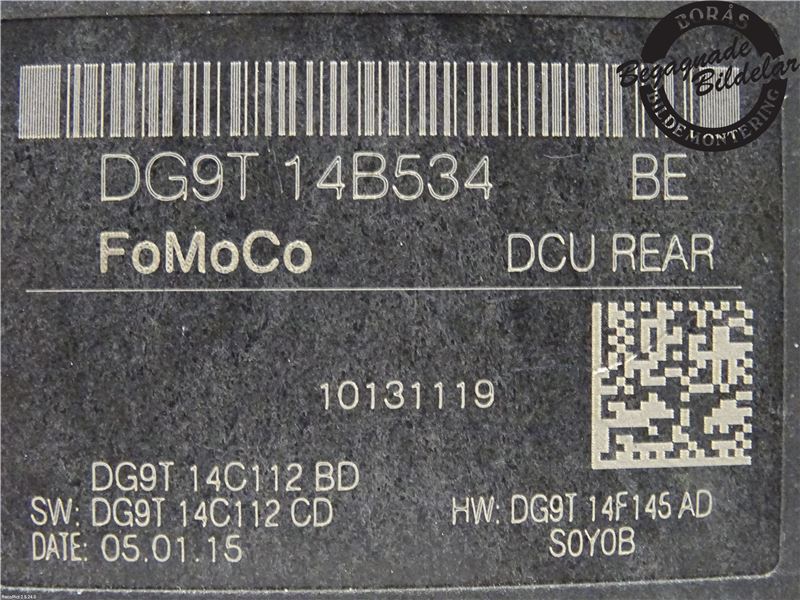 BORÅS
Begagnade
Bildelar
BILDEMONTERING
DG9T 14B534 BE
FoMoCo DCU REAR
10131119
DG9T 14C112 BD
SW: DG9T 14C112 CD HW: DG9T 14F145 AD
DATE: 05.01.15 S0Y0B